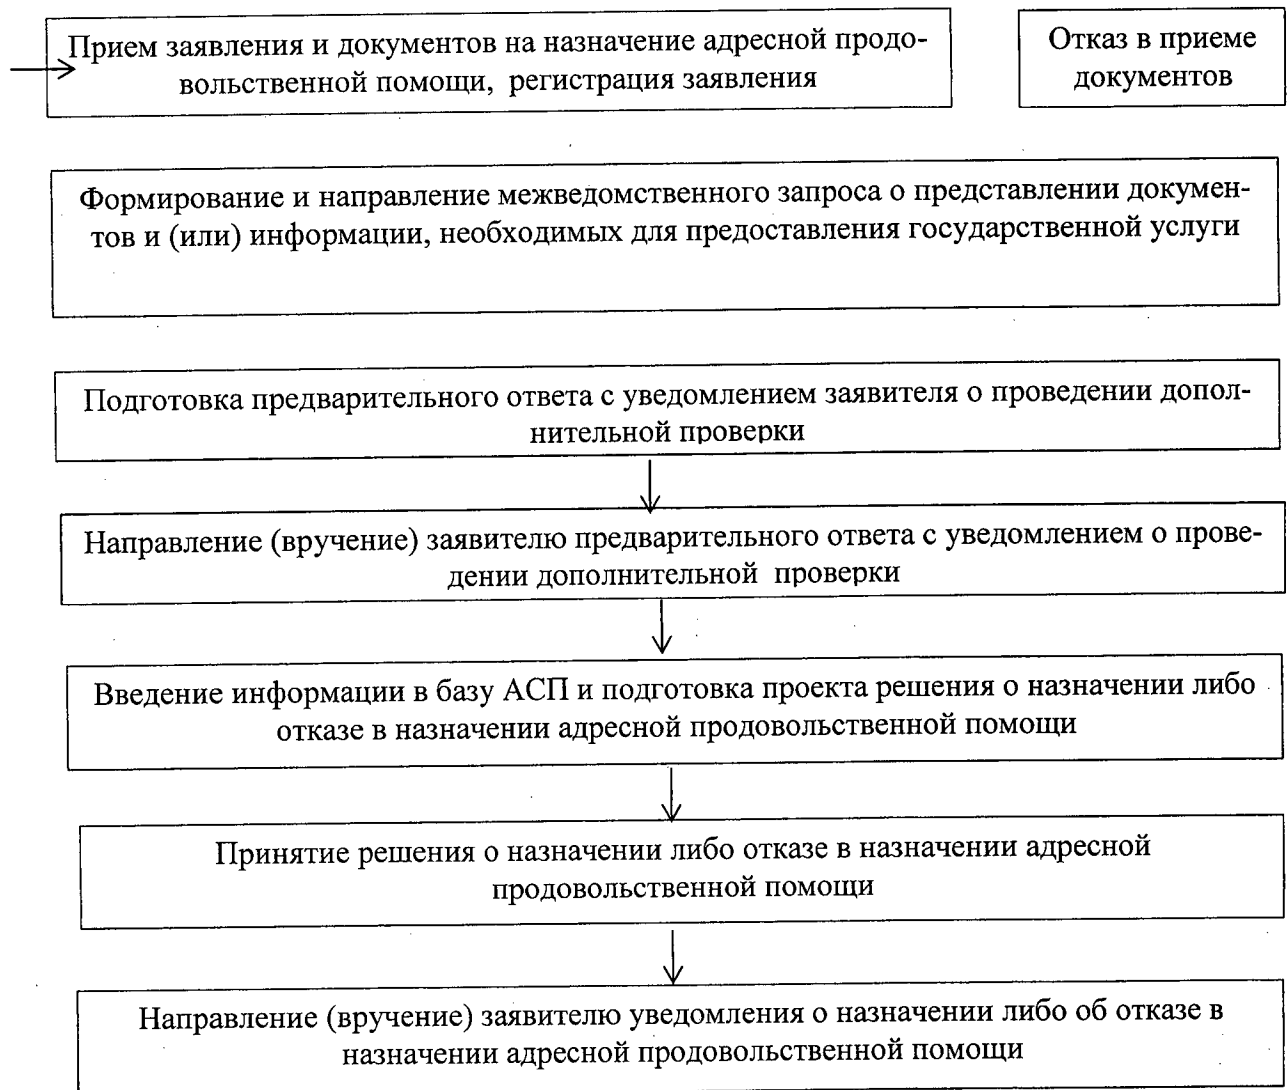 Прием заявления и документов на назначение адресной продо-
вольственной помощи, регистрация заявления
Отказ в приеме
документов
Формирование и направление межведомственного запроса о представлении докумен-
тов и (или) информации, необходимых для предоставления государственной услуги
Подготовка предварительного ответа с уведомлением заявителя о проведении допол-
нительной проверки
Направление (вручение) заявителю предварительного ответа с уведомлением о прове-
дении дополнительной проверки
Введение информации в базу АСП и подготовка проекта решения о назначении либо
отказе в назначении адресной продовольственной помощи
Принятие решения о назначении либо отказе в назначении адресной
продовольственной помощи
Направление (вручение) заявителю уведомления о назначении либо об отказе в
назначении адресной продовольственной помощи